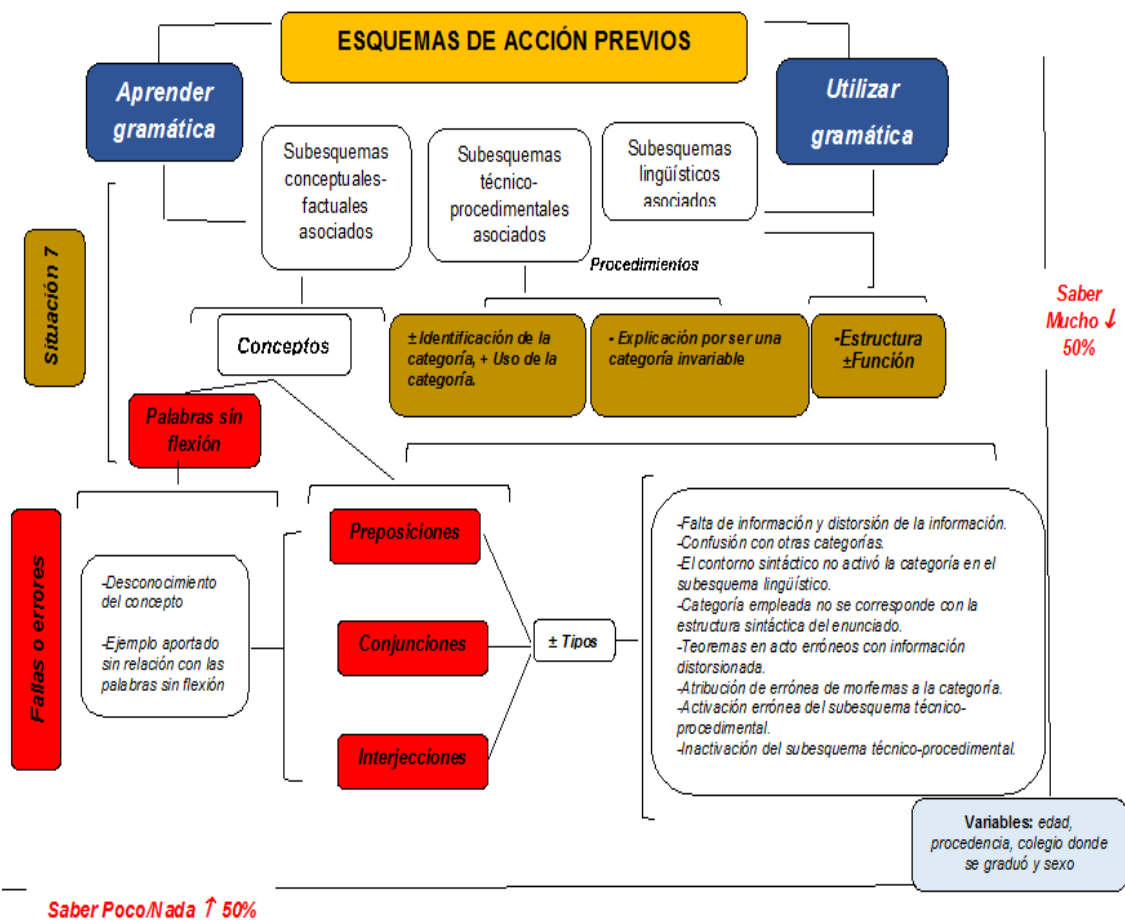 ESQUEMAS DE ACCIÓN PREVIOS
Aprender
gramática
Utilizar
gramática
Subesquemas
conceptuales-
factuales
asociados
Subesquemas
técnico-
procedimentales
asociados
Subesquemas
lingüísticos
asociados
Procedimientos
Situación 7
Saber
Mucho ↓
50%
Conceptos
± Identificación de la
categoría, + Uso de la
categoría.
- Explicación por ser una
categoría invariable
-Estructura
±Función
Palabras sin
flexión
Fallas o errores
-Desconocimiento
del concepto
-Ejemplo aportado
sin relación con las
palabras sin flexión
Preposiciones
Conjunciones
Interjecciones
± Tipos
-Falta de información y distorsión de la información.
-Confusión con otras categorías.
-El contorno sintáctico no activó la categoría en el
subesquema lingüístico.
-Categoría empleada no se corresponde con la
estructura sintáctica del enunciado.
-Teoremas en acto erróneos con información
distorsionada.
-Atribución de errónea de morfemas a la categoría.
-Activación errónea del subesquema técnico-
procedimental.
-Inactivación del subesquema técnico-procedimental.
Variables: edad,
procedencia, colegio donde
se graduó y sexo
Saber Poco/Nada ↑ 50%